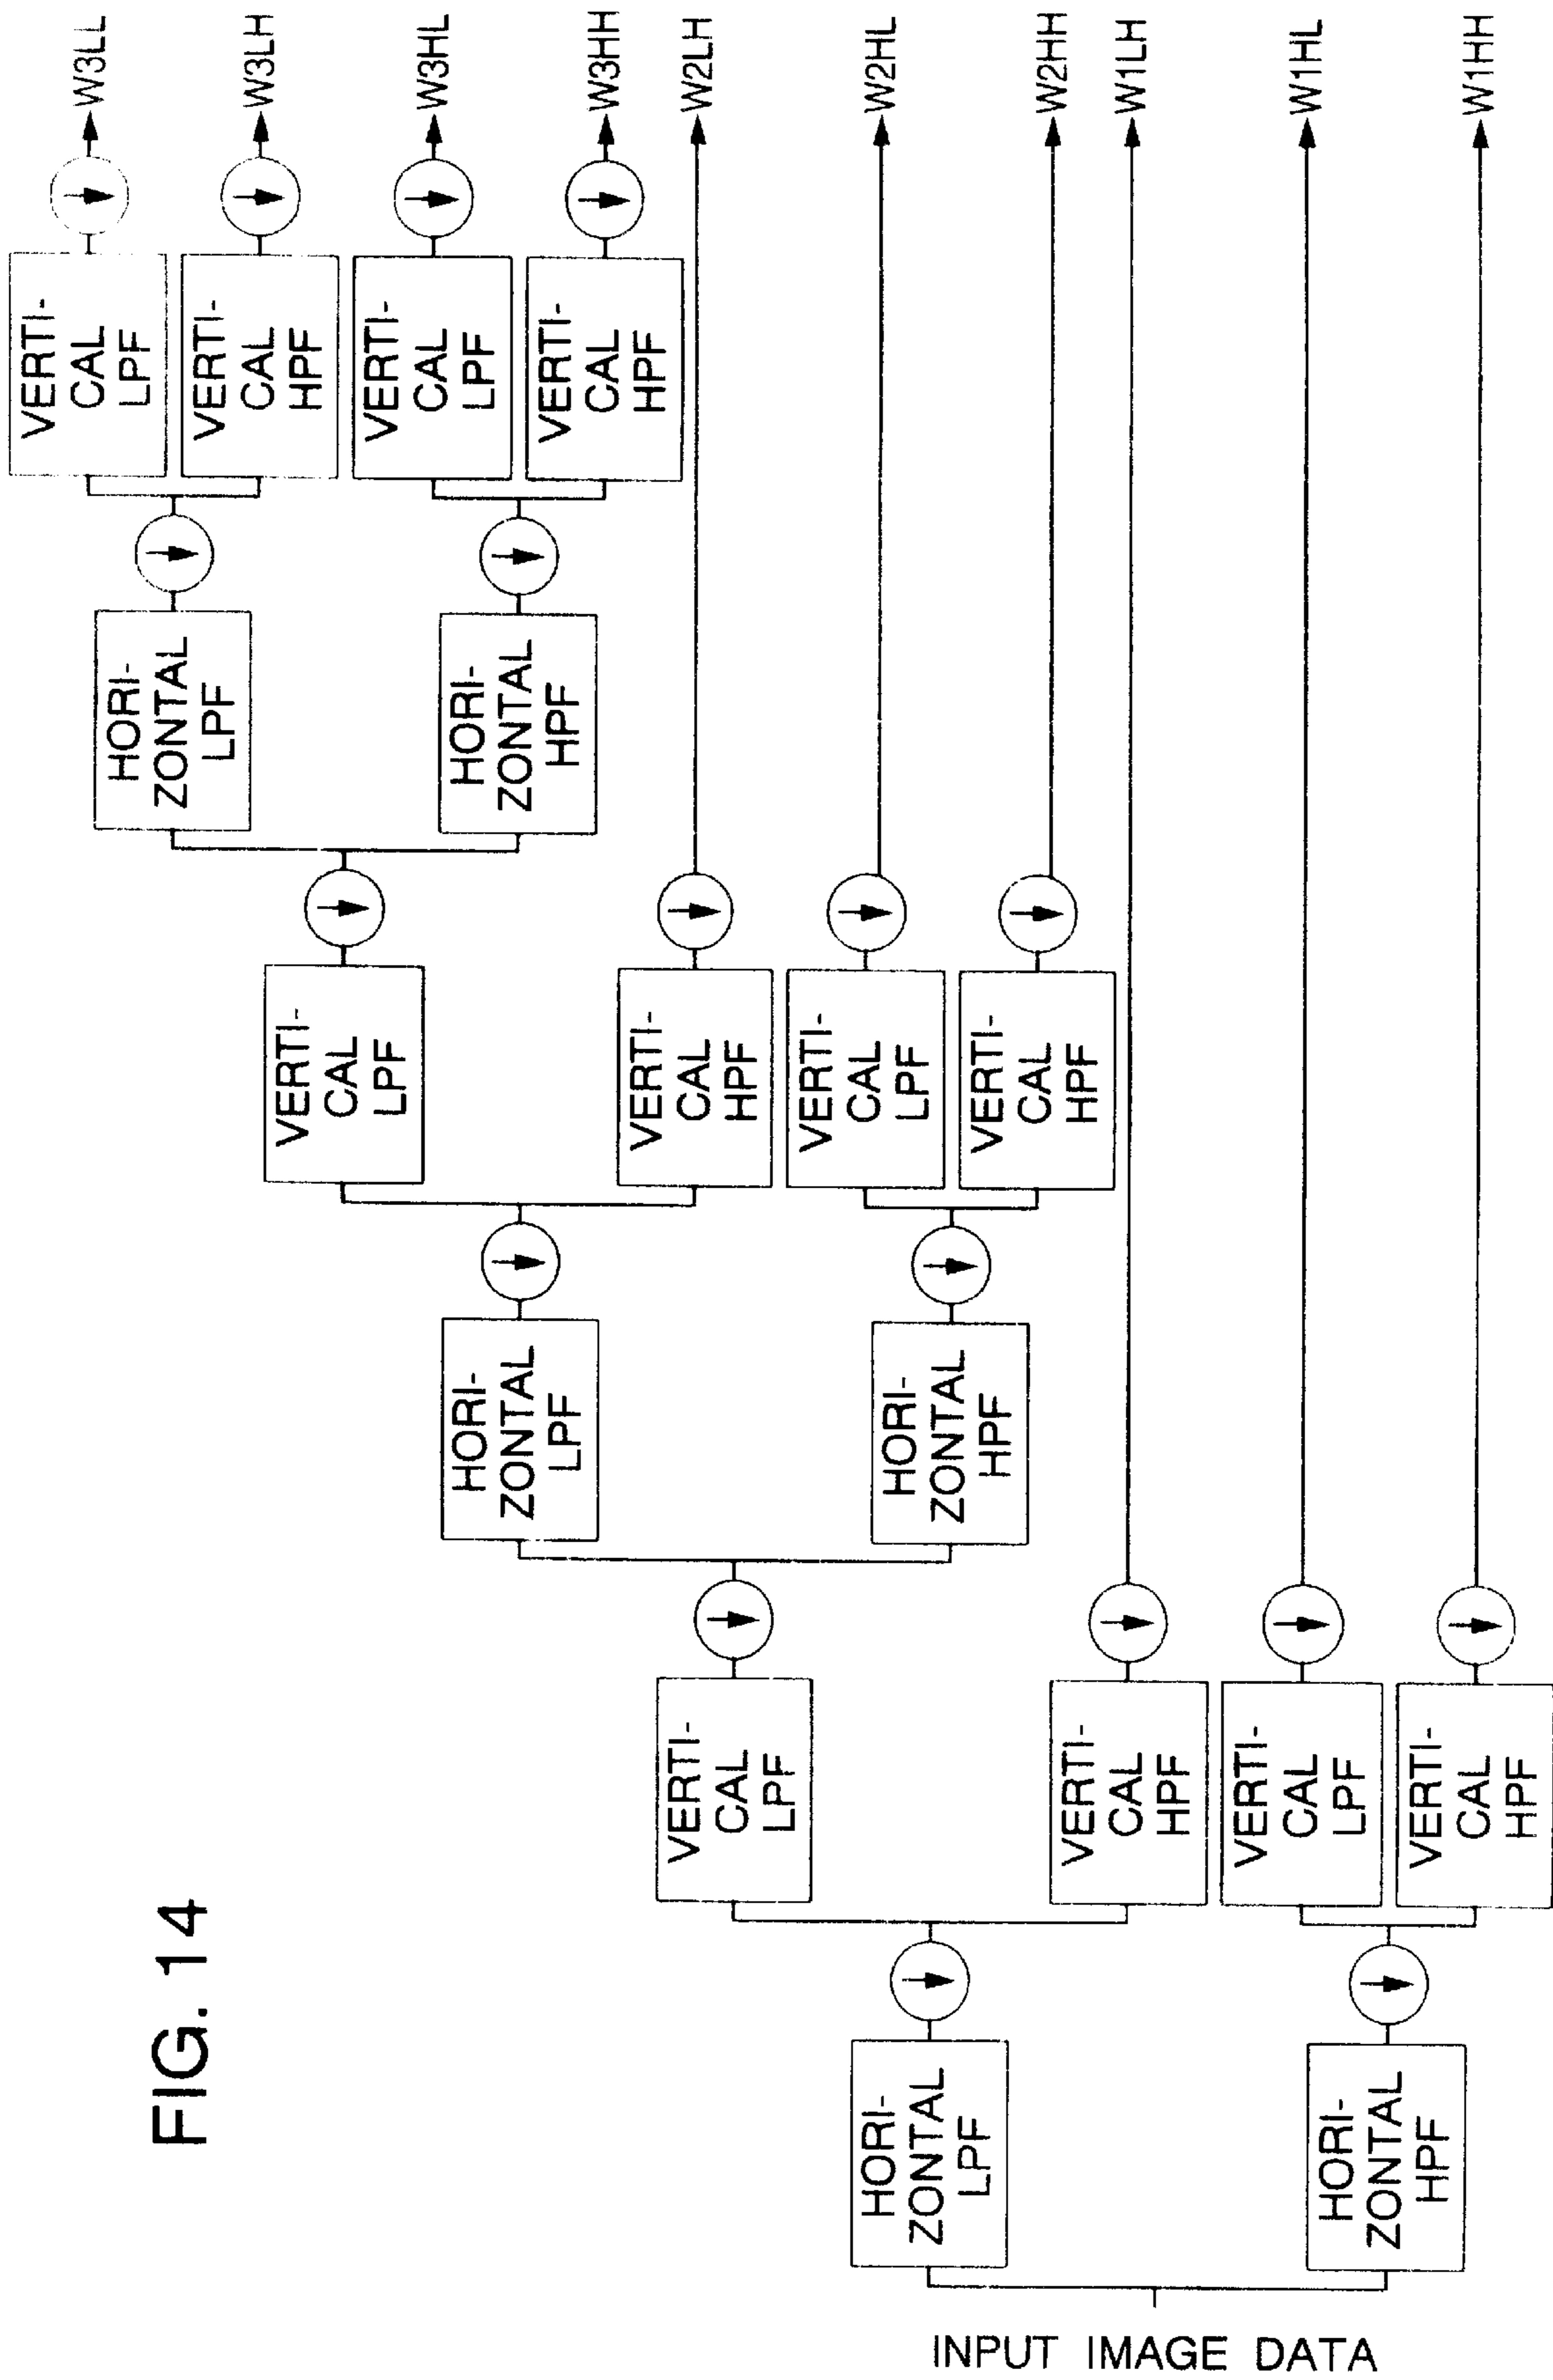 FIG. 14
INPUT IMAGE DATA
HORI-
ZONTAL
LPF
HORI-
ZONTAL
HPF
VERTI-
CAL
LPF
VERTI-
CAL
HPF
VERTI-
CAL
LPF
VERTI-
CAL
HPF
HORI-
ZONTAL
LPF
HORI-
ZONTAL
HPF
VERTI-
CAL
LPF
VERTI-
CAL
HPF
VERTI-
CAL
LPF
VERTI-
CAL
HPF
HORI-
ZONTAL
LPF
HORI-
ZONTAL
HPF
VERTI-
CAL
LPF
VERTI-
CAL
HPF
VERTI-
CAL
LPF
VERTI-
CAL
HPF
W3LL
W3LH
W3HL
W3HH
W2LH
W2HL
W2HH
W1LH
W1HL
W1HH